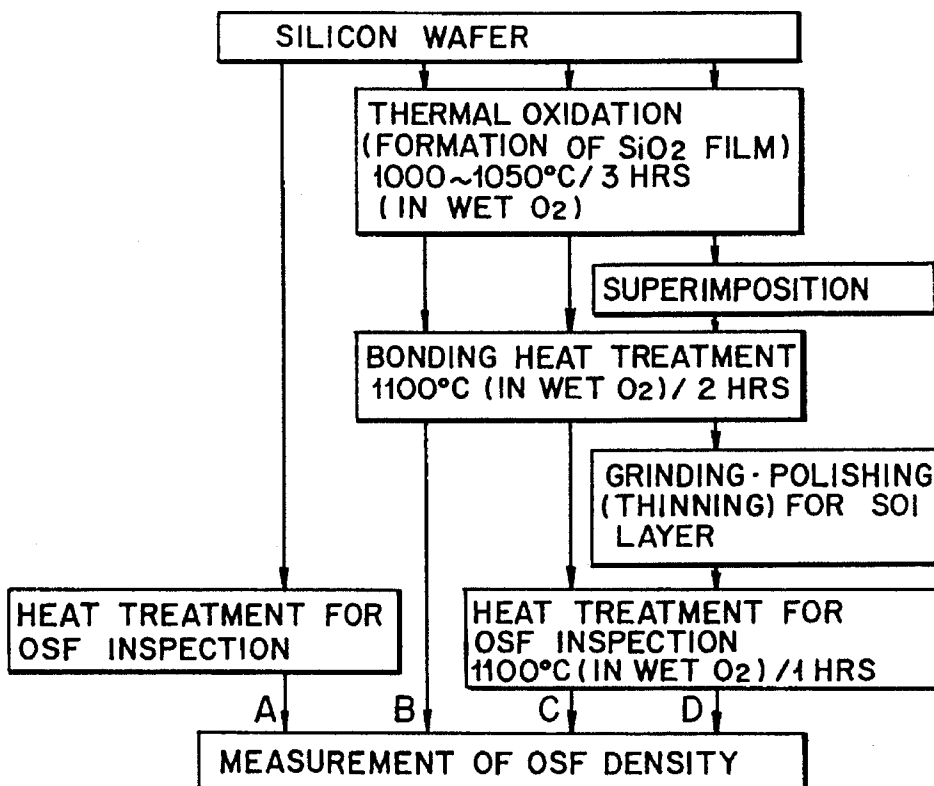 SILICON WAFER
THERMAL OXIDATION
(FORMATION OF SiO2 FILM)
1000~1050°C/3 HRS
(IN WET O2)
SUPERIMPOSITION
BONDING HEAT TREATMENT
1100°C (IN WET O2)/2 HRS
GRINDING·POLISHING
(THINNING) FOR SOI
LAYER
HEAT TREATMENT FOR
OSF INSPECTION
HEAT TREATMENT FOR
OSF INSPECTION
1100°C (IN WET O2)/1 HRS
A B C D
MEASUREMENT OF OSF DENSITY